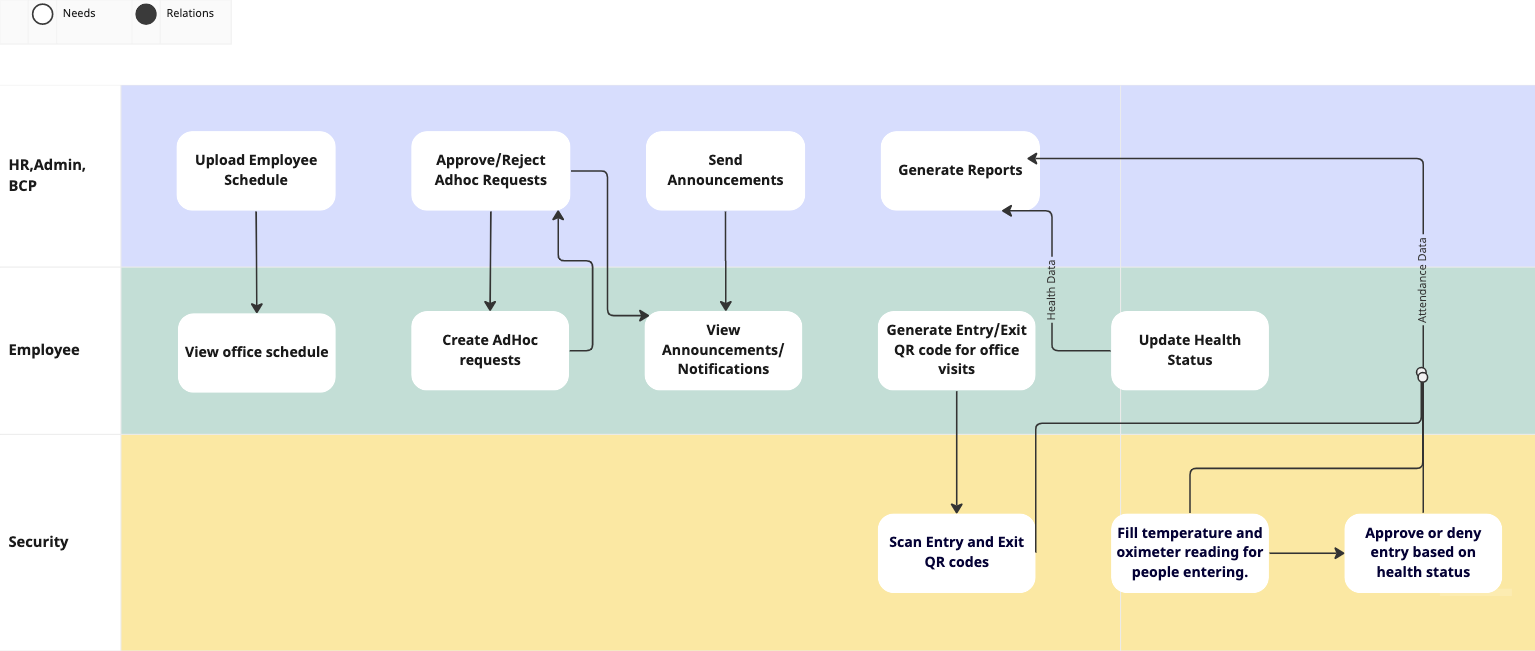 Needs
Relations
HR,Admin,
BCP
Upload Employee
Schedule
Approve/Reject
Adhoc Requests
Send
Announcements
Generate Reports
Health Data
Attendance Data
Employee
View office schedule
Create AdHoc
requests
View
Announcements/
Notifications
Generate Entry/Exit
QR code for office
visits
Update Health
Status
Security
Scan Entry and Exit
QR codes
Fill temperature and
oximeter reading for
people entering.
Approve or deny
entry based on
health status